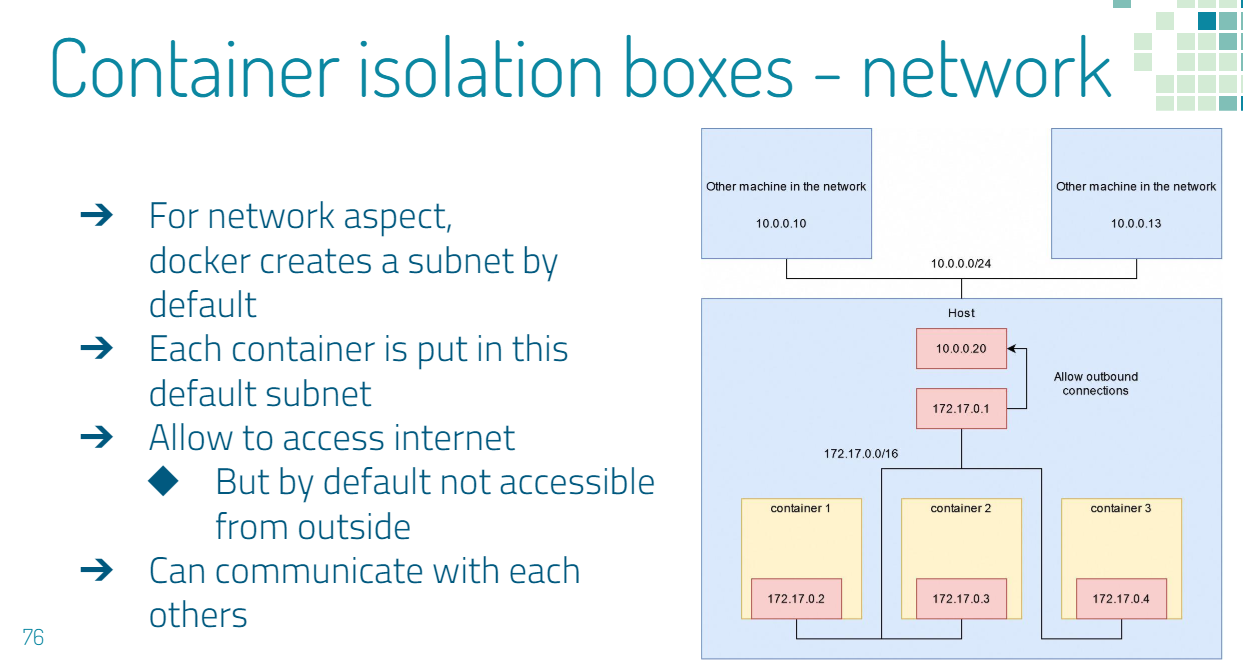 Container isolation boxes - network
➔ For network aspect,
docker creates a subnet by
default
➔ Each container is put in this
default subnet
➔ Allow to access internet
◆ But by default not accessible
from outside
➔ Can communicate with each
others
76
Other machine in the network
10.0.0.10
Other machine in the network
10.0.0.13
10.0.0.0/24
Host
10.0.0.20
Allow outbound
connections
172.17.0.1
172.17.0.0/16
container 1
172.17.0.2
container 2
172.17.0.3
container 3
172.17.0.4